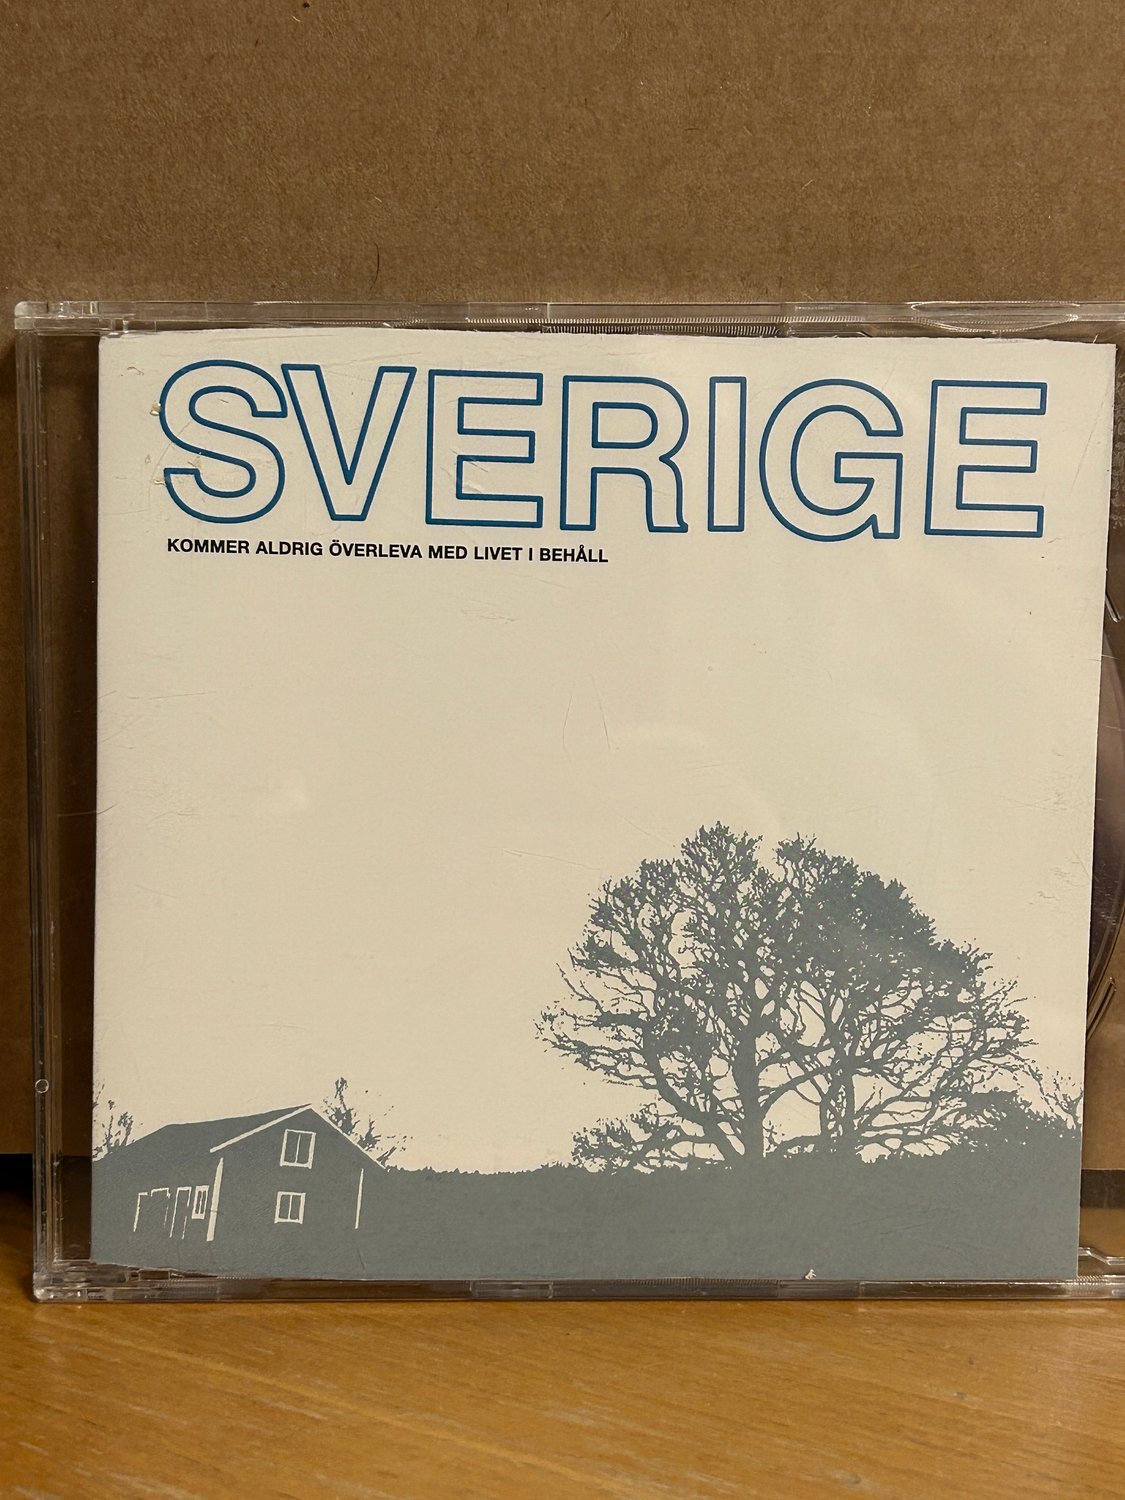 SVERIGE
KOMMER ALDRIG ÖVERLEVA MED LIVET I BEHÅLL